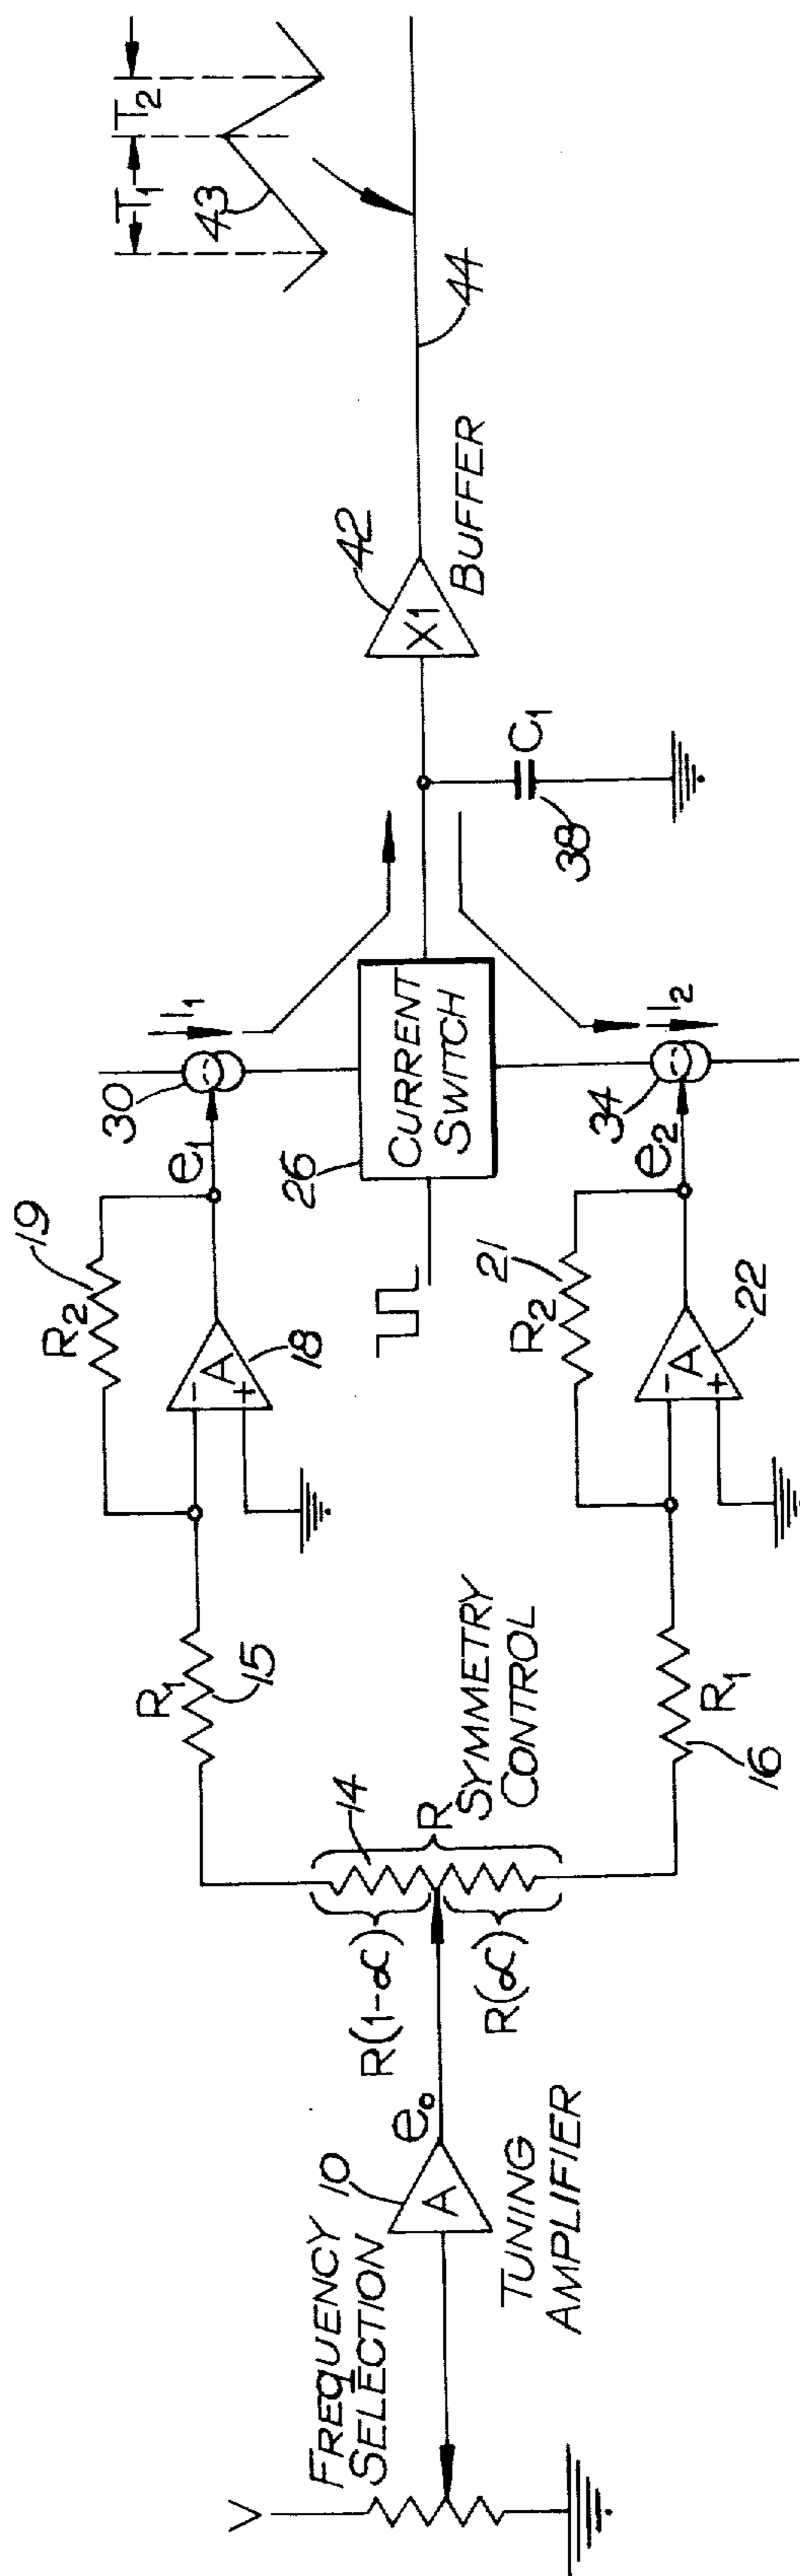 V
FREQUENCY
SELECTION
10
A
e₀
TUNING
AMPLIFIER
R(1-α)
R(α)
14
R
SYMMETRY
CONTROL
R₁
15
R₁
16
R₂
19
A
-
+
18
e₁
R₂
21
A
-
+
22
e₂
30
I₁
26
CURRENT
SWITCH
34
I₂
C₁
38
42
X1
BUFFER
44
43
T₁
T₂